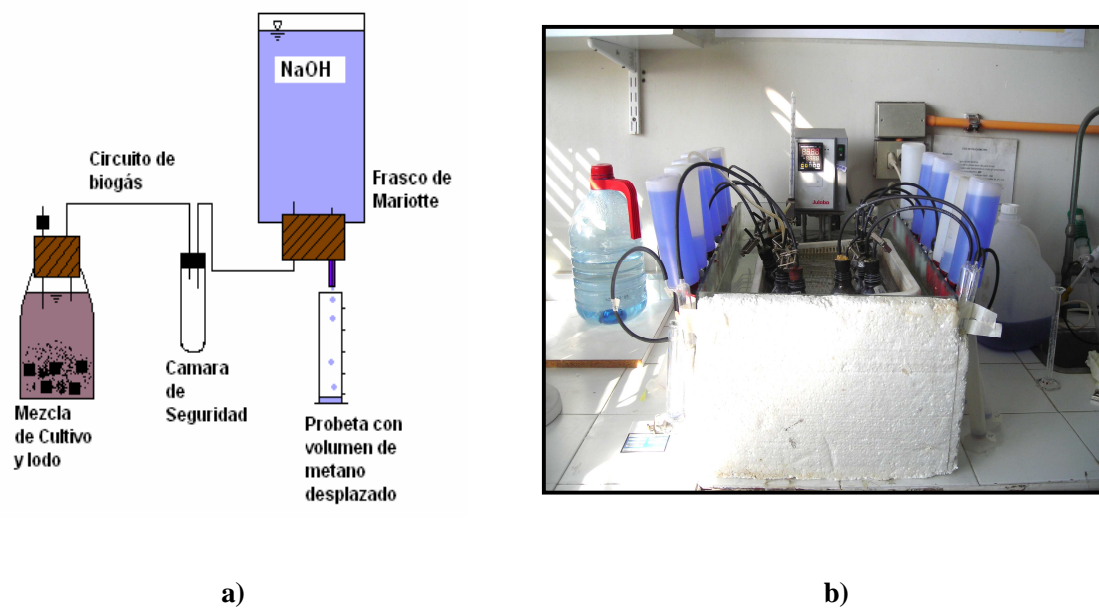 NaOH
Circuito de
biogás
Frasco de
Mariotte
Camara
de
Seguridad
Mezcla
de Cultivo
y lodo
Probeta con
volumen de
metano
desplazado
Julabo
a)
b)